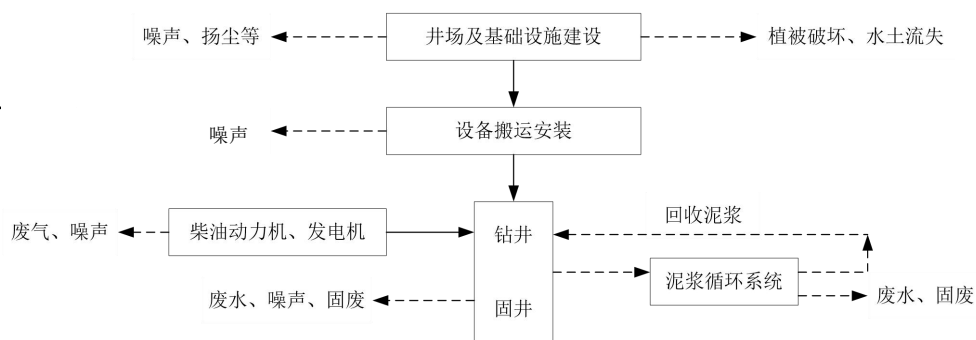 噪声、扬尘等
井场及基础设施建设
植被破坏、水土流失
噪声
设备搬运安装
废气、噪声
柴油动力机、发电机
钻井
回收泥浆
泥浆循环系统
废水、噪声、固废
固井
废水、固废